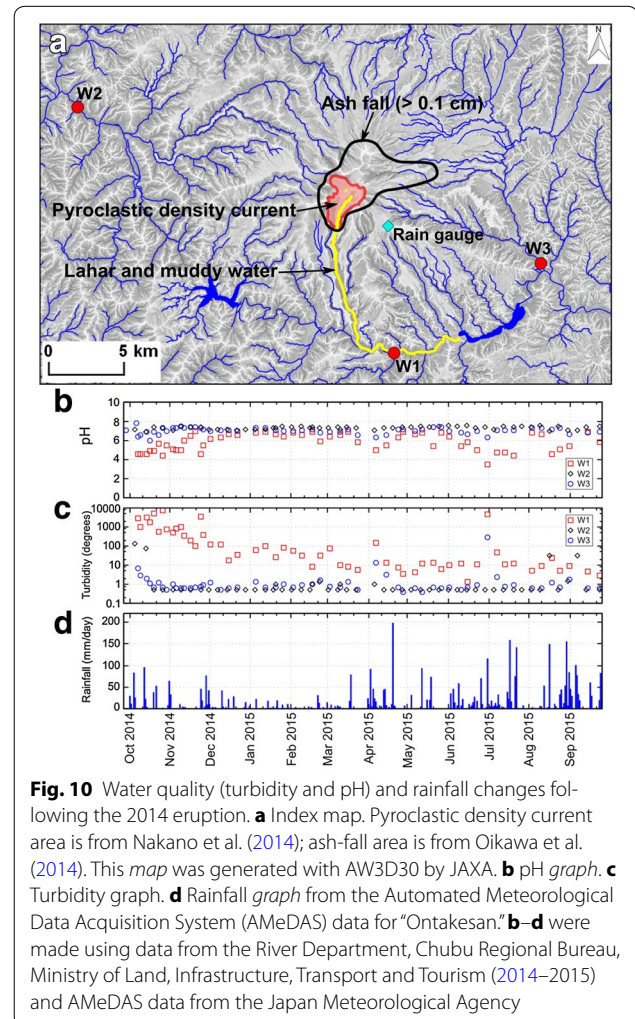 a
N
W2
Ash fall (> 0.1 cm)
Pyroclastic density current
Rain gauge
W3
Lahar and muddy water
0 5 km
W1
b
10
8
6
4
2
0
pH
W1
W2
W3
c
10000
1000
100
10
1
0.1
Turbidity (degrees)
W1
W2
W3
d
200
150
100
50
0
Rainfall (mm/day)
Oct 2014
Nov 2014
Dec 2014
Jan 2015
Feb 2015
Mar 2015
Apr 2015
May 2015
Jun 2015
Jul 2015
Aug 2015
Sep 2015
Fig. 10 Water quality (turbidity and pH) and rainfall changes fol-
lowing the 2014 eruption. a Index map. Pyroclastic density current
area is from Nakano et al. (2014); ash-fall area is from Oikawa et al.
(2014). This map was generated with AW3D30 by JAXA. b pH graph. c
Turbidity graph. d Rainfall graph from the Automated Meteorological
Data Acquisition System (AMeDAS) data for “Ontakesan.” b–d were
made using data from the River Department, Chubu Regional Bureau,
Ministry of Land, Infrastructure, Transport and Tourism (2014–2015)
and AMeDAS data from the Japan Meteorological Agency